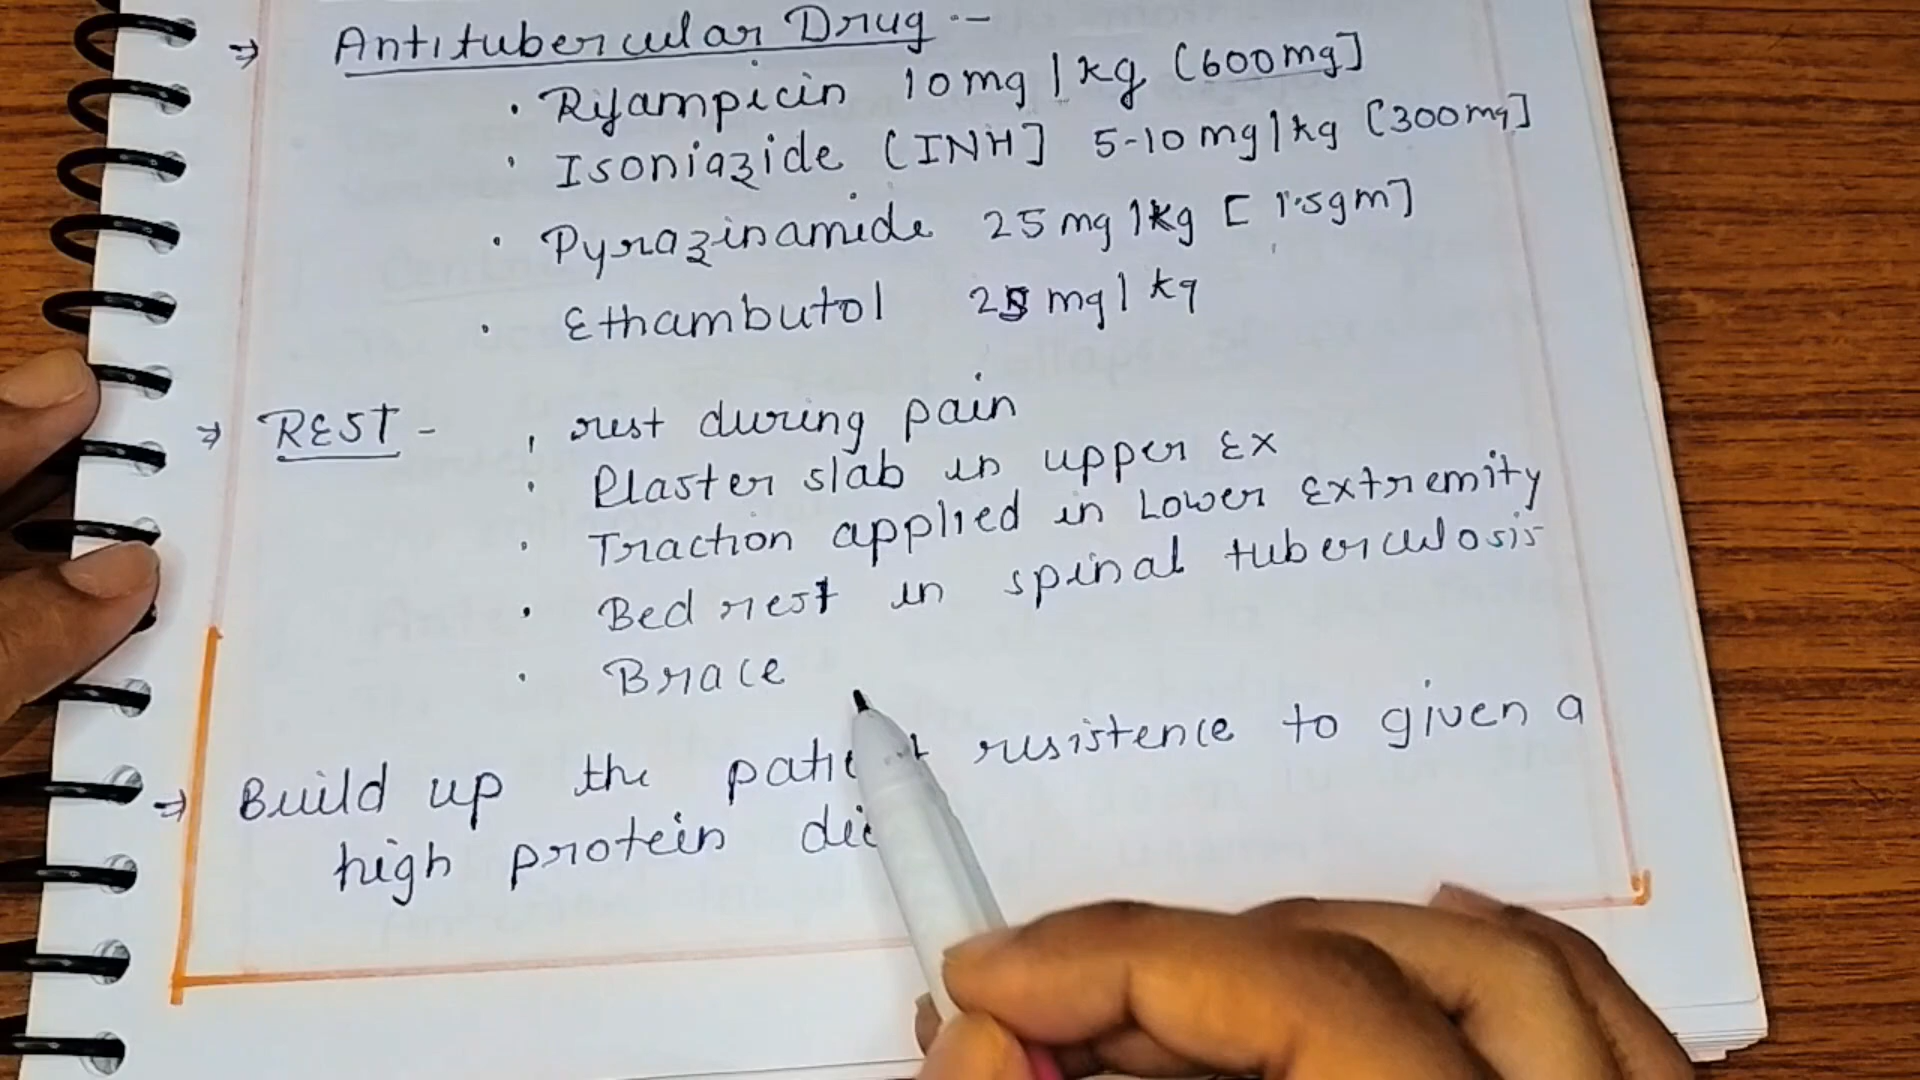 ⇒ Antitubercular Drug :-
• Rifampicin 10mg/kg [600mg]
• Isoniazide [INH] 5-10mg/kg [300mg]
• Pyrazinamide 25mg/kg [1.5gm]
• Ethambutol 25mg/kg
⇒ REST - • rest during pain
• Plaster slab in upper Ex
• Traction applied in Lower Extremity
• Bed rest in spinal tuberculosis
• Brace
⇒ Build up the resistence to given a
high protein